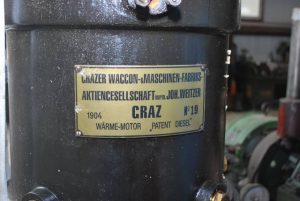 GRAZER WAGGON-&MASCHINEN-FABRIKS-
AKTIENGESELLSCHAFT VORM. JOH. WEITZER
1904 GRAZ No 19
WÄRME-MOTOR "PATENT DIESEL"